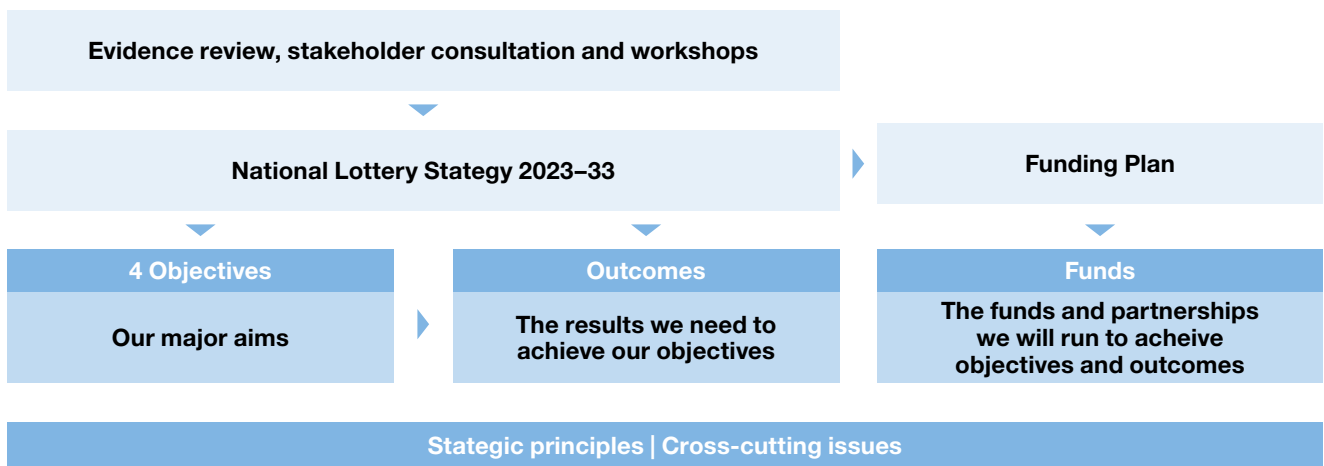 Evidence review, stakeholder consultation and workshops
National Lottery Stategy 2023–33
Funding Plan
4 Objectives
Our major aims
Outcomes
The results we need to
achieve our objectives
Funds
The funds and partnerships
we will run to acheive
objectives and outcomes
Stategic principles | Cross-cutting issues